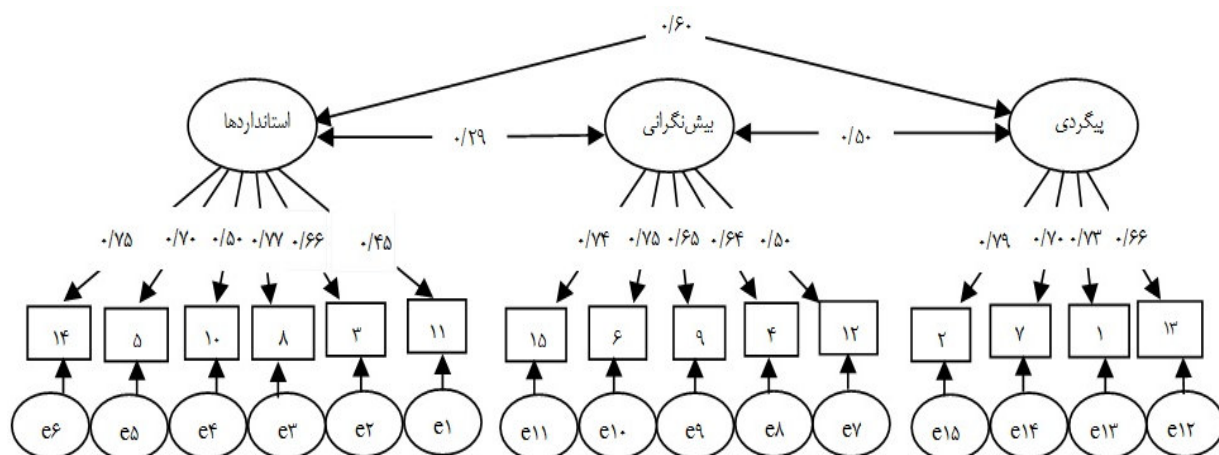 ۰/۶۰
استانداردها
بیش‌نگرانی
پیگردی
۰/۲۹
۰/۵۰
۰/۷۵ ۰/۷۰ ۰/۵۰ ۰/۷۷ ۰/۶۶ ۰/۴۵
۰/۷۴ ۰/۷۵ ۰/۶۵ ۰/۶۴ ۰/۵۰
۰/۷۹ ۰/۷۰ ۰/۷۳ ۰/۶۶
۱۴ ۵ ۱۰ ۸ ۳ ۱۱
۱۵ ۶ ۹ ۴ ۱۲
۲ ۷ ۱ ۱۳
e۶ e۵ e۴ e۳ e۲ e۱
e۱۱ e۱۰ e۹ e۸ e۷
e۱۵ e۱۴ e۱۳ e۱۲